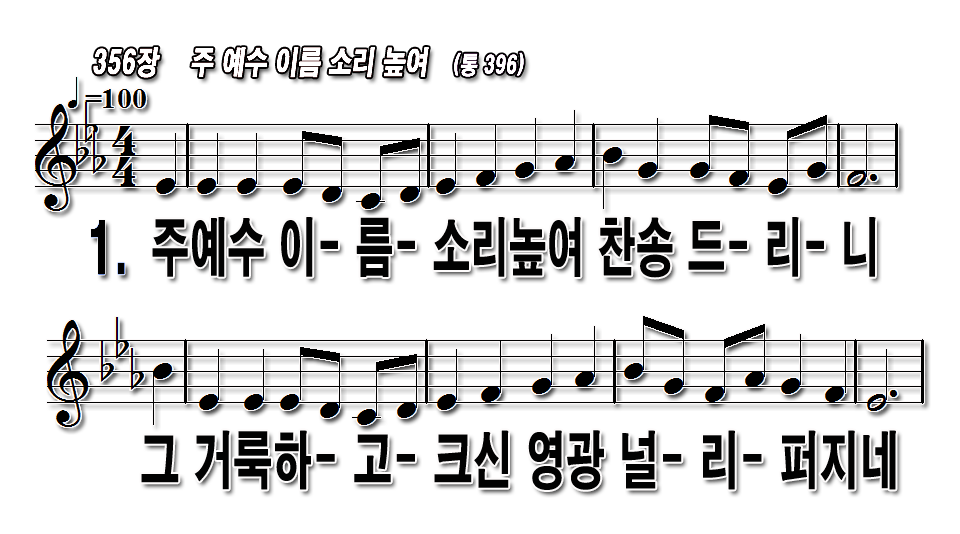 356장 주 예수 이름 소리 높여 (통 396)
♩=100
4
4
1. 주예수 이- 름- 소리높여 찬송 드- 리- 니
그 거룩하- 고- 크신 영광 널- 리- 퍼지네